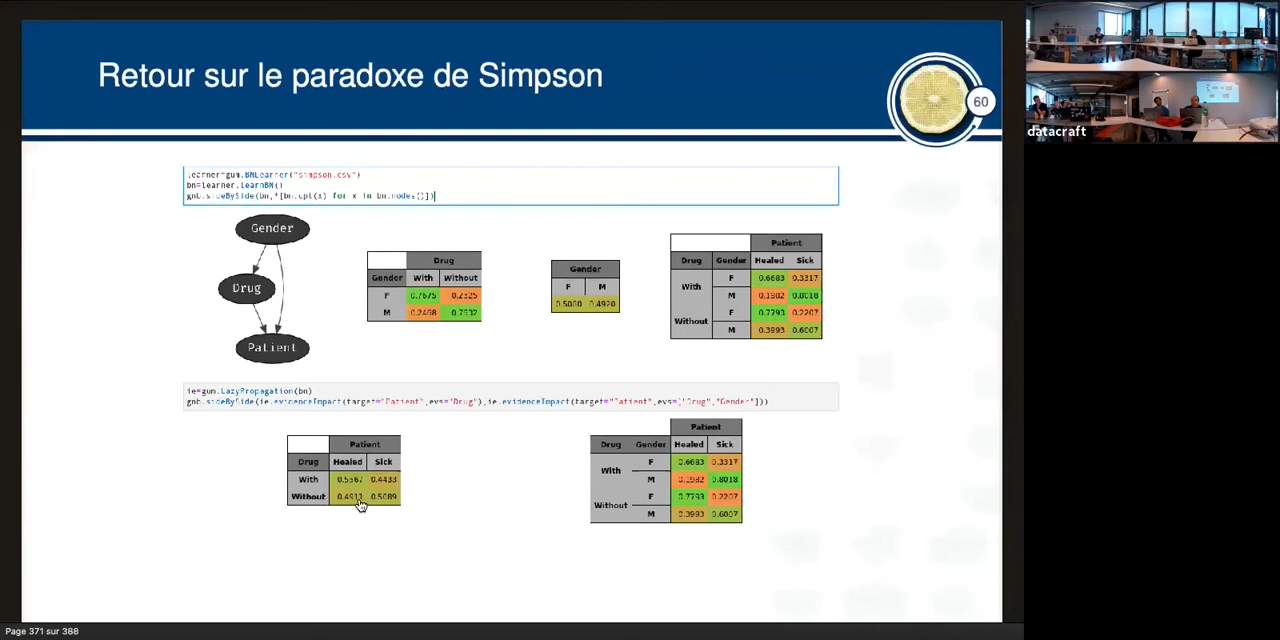 Retour sur le paradoxe de Simpson
60
datacraft
learner=gum.BNLearner("simpson.csv")
bn=learner.learnBN()
gnb.sideBySide(bn,*[bn.cpt(x) for x in bn.nodes()])
Gender
Drug
Patient
Drug
Gender With Without
F 0.7675 0.2325
M 0.2468 0.7532
Gender
F M
0.5080 0.4920
Patient
Drug Gender Healed Sick
With F 0.6683 0.3317
M 0.1982 0.8018
Without F 0.7793 0.2207
M 0.3993 0.6007
ie=gum.LazyPropagation(bn)
gnb.sideBySide(ie.evidenceImpact(target="Patient",evs="Drug"),ie.evidenceImpact(target="Patient",evs=["Drug","Gender"]))
Patient
Drug Healed Sick
With 0.5567 0.4433
Without 0.4911 0.5089
Patient
Drug Gender Healed Sick
With F 0.6683 0.3317
M 0.1982 0.8018
Without F 0.7793 0.2207
M 0.3993 0.6007
Page 371 sur 388